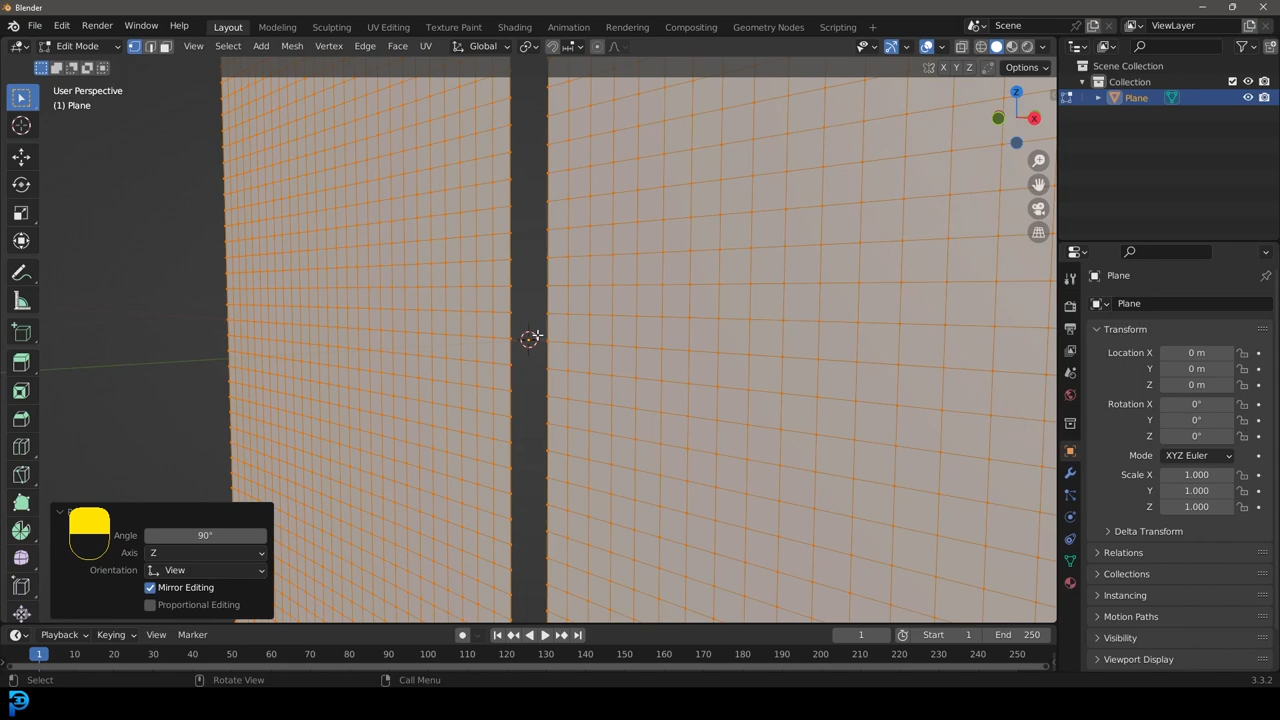 Blender
File Edit Render Window Help
Layout Modeling Sculpting UV Editing Texture Paint Shading Animation Rendering Compositing Geometry Nodes Scripting +
Scene
ViewLayer
Edit Mode
View Select Add Mesh Vertex Edge Face UV
Global
X Y Z
Options
User Perspective
(1) Plane
Z
X
Scene Collection
Collection
Plane
Plane
Plane
Transform
Location X 0 m
Y 0 m
Z 0 m
Rotation X 0°
Y 0°
Z 0°
Mode XYZ Euler
Scale X 1.000
Y 1.000
Z 1.000
Delta Transform
Relations
Collections
Instancing
Motion Paths
Visibility
Viewport Display
Angle 90°
Axis Z
Orientation View
Mirror Editing
Proportional Editing
Playback Keying View Marker
1
Start 1
End 250
1 10 20 30 40 50 60 70 80 90 100 110 120 130 140 150 160 170 180 190 200 210 220 230 240 250
Select
Rotate View
Call Menu
3.3.2